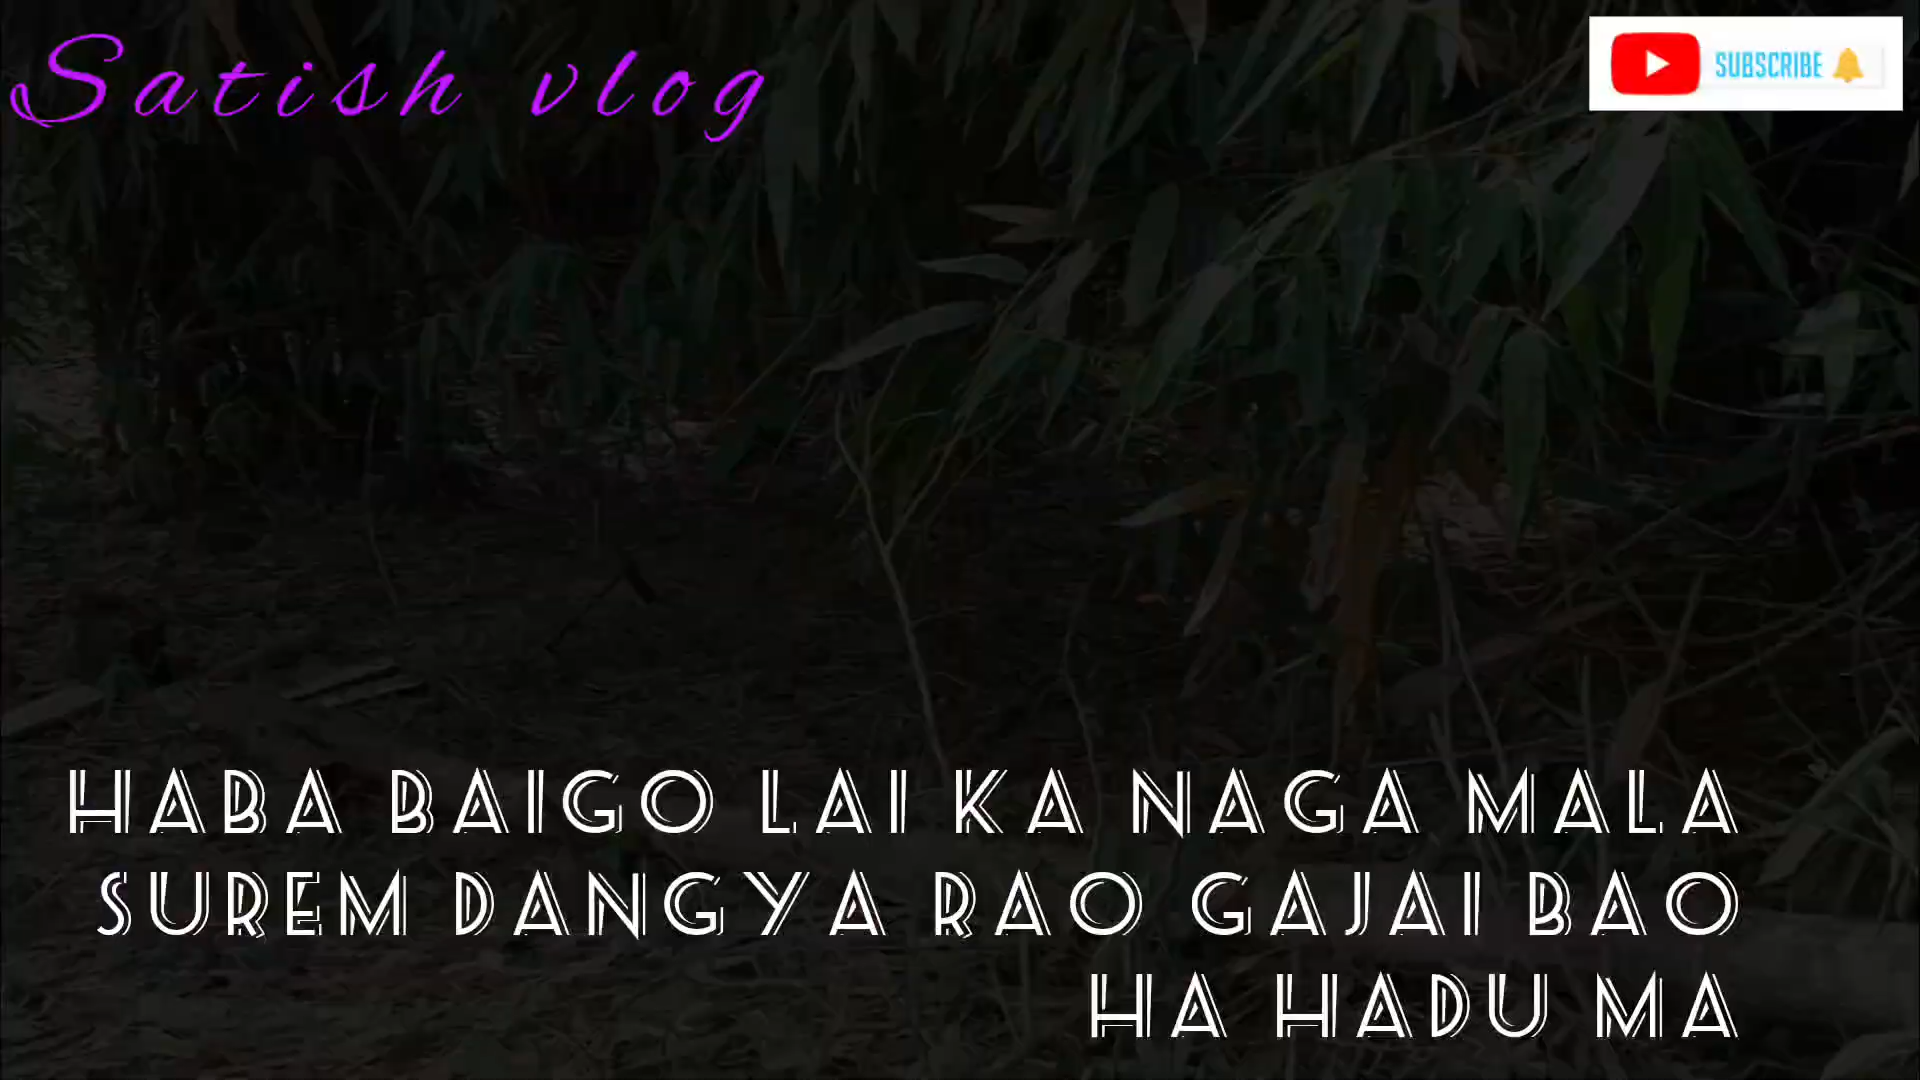 Satish vlog
SUBSCRIBE
HABA BAIGO LAI KA NAGA MALA
SUREM DANGYA RAO GAJAI BAO
HA HADU MA